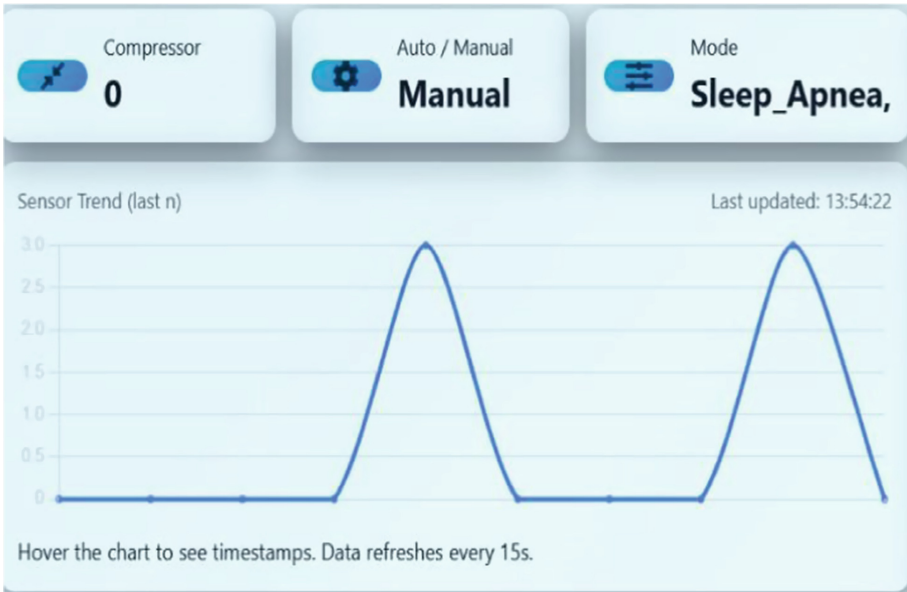 Compressor
0
Auto / Manual
Manual
Mode
Sleep_Apnea,
Sensor Trend (last n)
Last updated: 13:54:22
3.0
2.5
2.0
1.5
1.0
0.5
0
Hover the chart to see timestamps. Data refreshes every 15s.